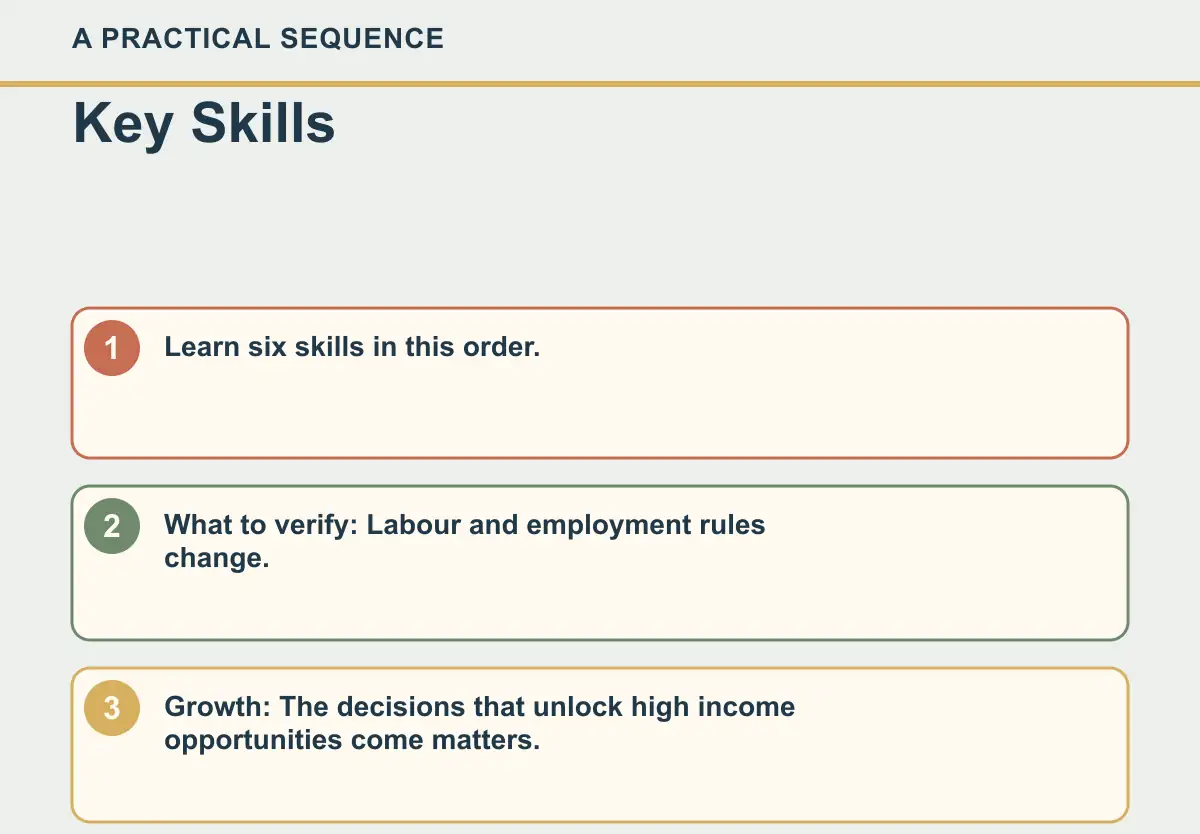 A PRACTICAL SEQUENCE
Key Skills
1
Learn six skills in this order.
2
What to verify: Labour and employment rules
change.
3
Growth: The decisions that unlock high income
opportunities come matters.